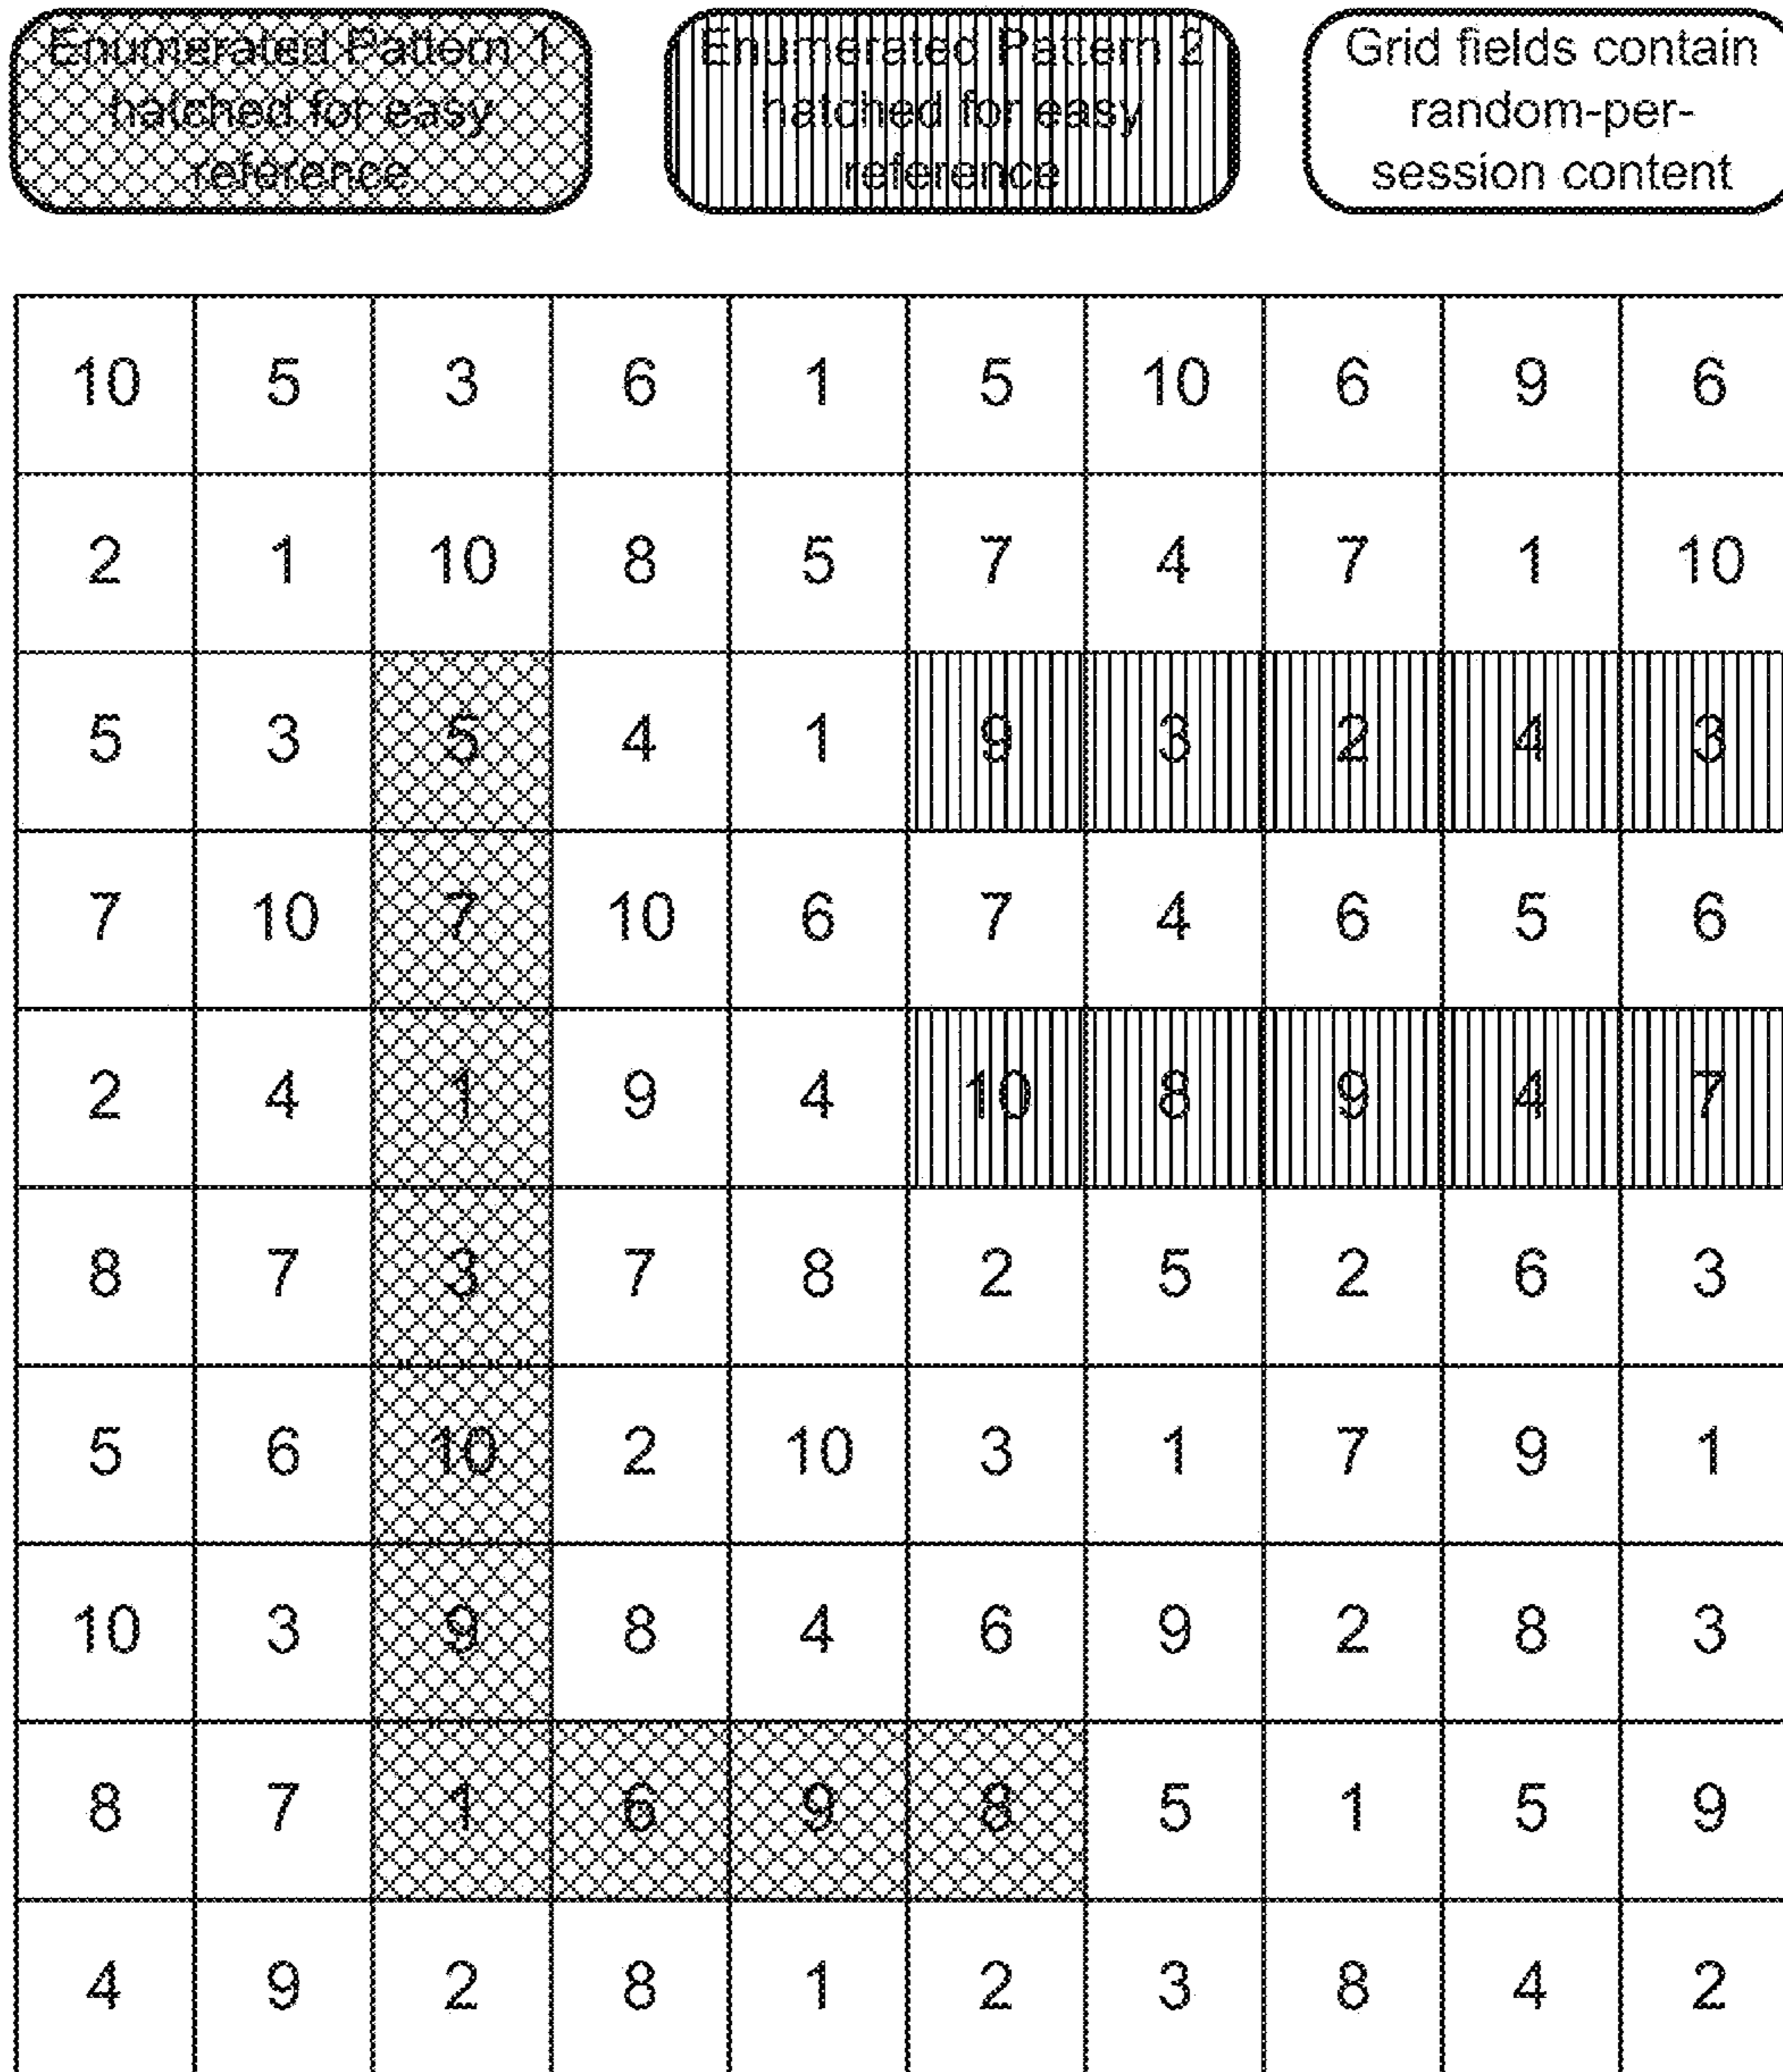 Enumerated Pattern 1
hatched for easy
reference
Enumerated Pattern 2
hatched for easy
reference
Grid fields contain
random-per-
session content
10 5 3 6 1 5 10 6 9 6
2 1 10 8 5 7 4 7 1 10
5 3 5 4 1 9 3 2 4 3
7 10 7 10 6 7 4 6 5 6
2 4 1 9 4 10 8 9 4 7
8 7 3 7 8 2 5 2 6 3
5 6 10 2 10 3 1 7 9 1
10 3 9 8 4 6 9 2 8 3
8 7 1 6 9 8 5 1 5 9
4 9 2 8 1 2 3 8 4 2